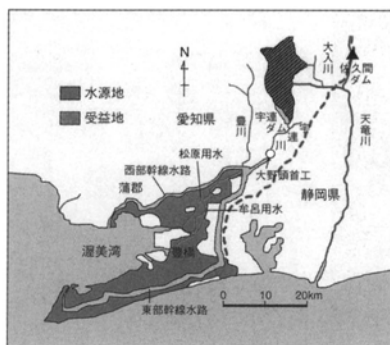 N
水源地
受益地
愛知県
静岡県
大入川
佐久間
ダム
天竜川
豊川
宇連ダム
宇連川
大野頭首工
松原用水
西部幹線水路
蒲郡
牟呂用水
渥美湾
豊橋
東部幹線水路
0 10 20km